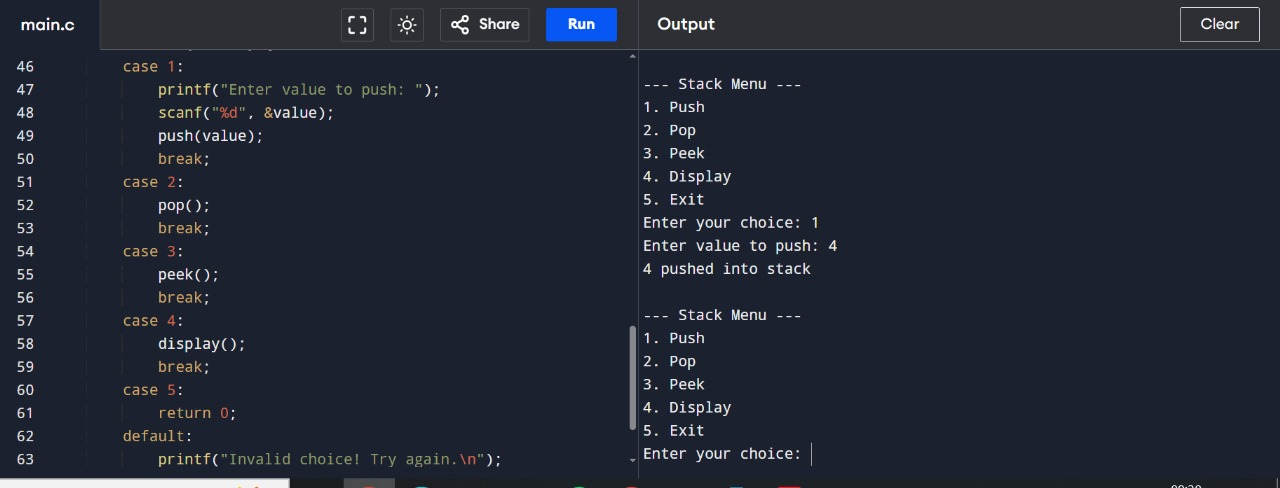 main.c
Share
Run
Output
Clear
46 case 1:
47 printf("Enter value to push: ");
48 scanf("%d", &value);
49 push(value);
50 break;
51 case 2:
52 pop();
53 break;
54 case 3:
55 peek();
56 break;
57 case 4:
58 display();
59 break;
60 case 5:
61 return 0;
62 default:
63 printf("Invalid choice! Try again.\n");
--- Stack Menu ---
1. Push
2. Pop
3. Peek
4. Display
5. Exit
Enter your choice: 1
Enter value to push: 4
4 pushed into stack
--- Stack Menu ---
1. Push
2. Pop
3. Peek
4. Display
5. Exit
Enter your choice: